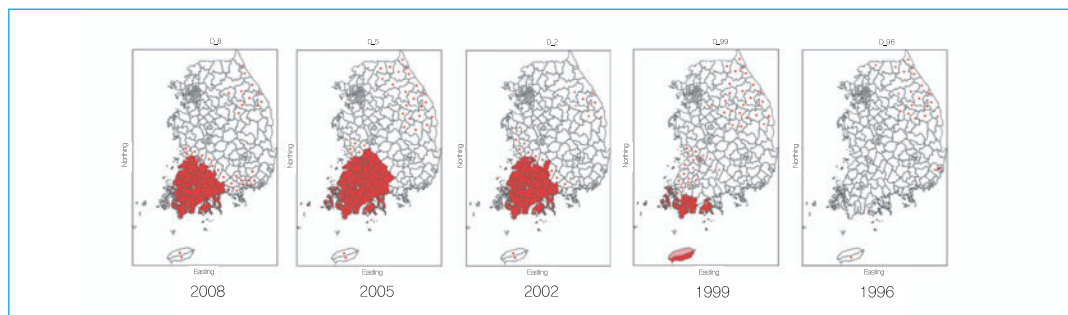 D_8 D_5 D_2 D_99 D_96
Northing Northing Northing Northing Northing
Easting Easting Easting Easting Easting
2008 2005 2002 1999 1996